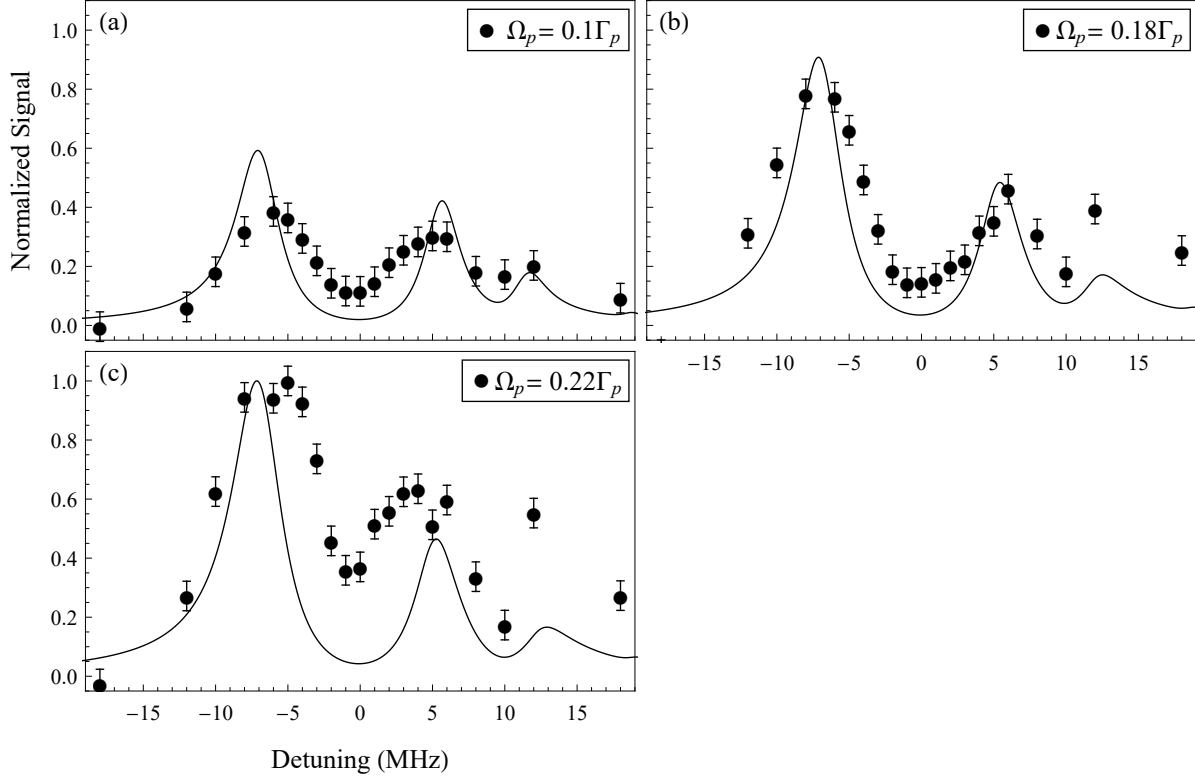 (a)
Ωp = 0.1Γp
(b)
Ωp = 0.18Γp
1.0
0.8
0.6
0.4
0.2
0.0
Normalized Signal
−15 −10 −5 0 5 10 15
(c)
Ωp = 0.22Γp
1.0
0.8
0.6
0.4
0.2
0.0
−15 −10 −5 0 5 10 15
Detuning (MHz)